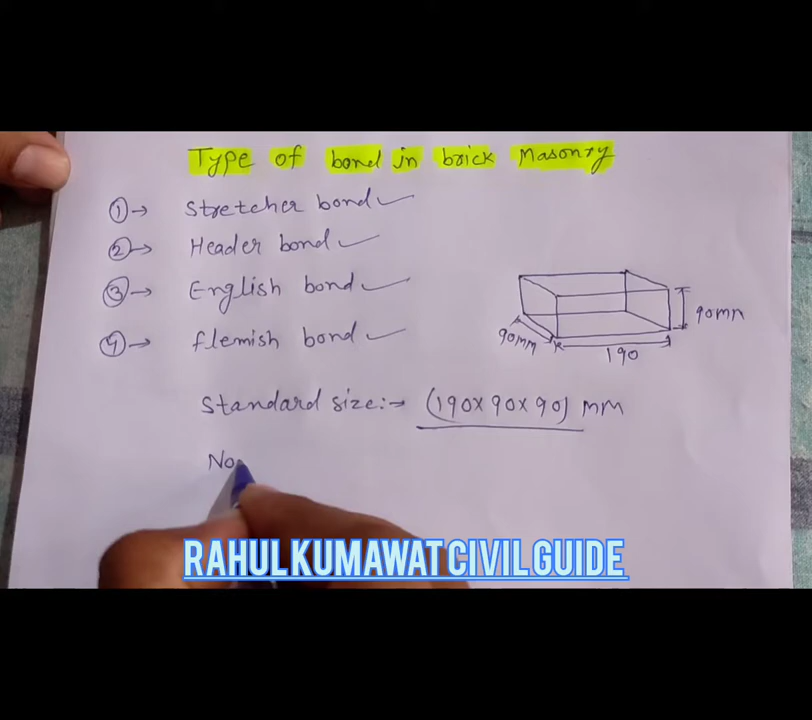 Type of bond in brick Masonry
① → Stretcher bond ✓
② → Header bond ✓
③ → English bond ✓
④ → flemish bond ✓
90mm
90mm
190
Standard size:→ (190×90×90) MM
No
RAHUL KUMAWAT CIVIL GUIDE